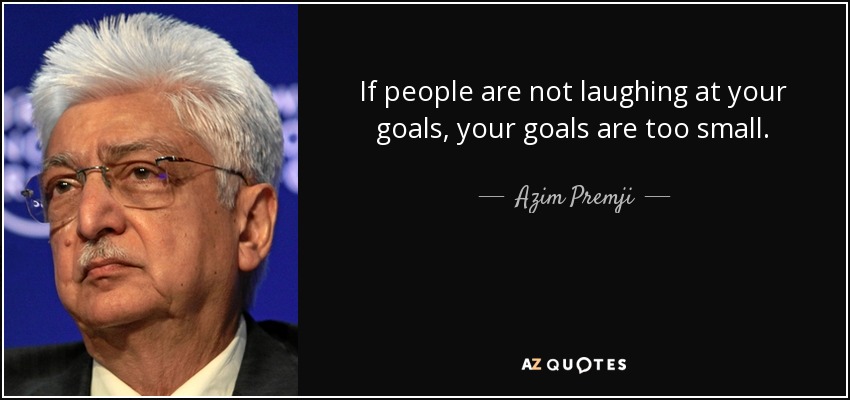 If people are not laughing at your
goals, your goals are too small.
Azim Premji
AZ QUOTES